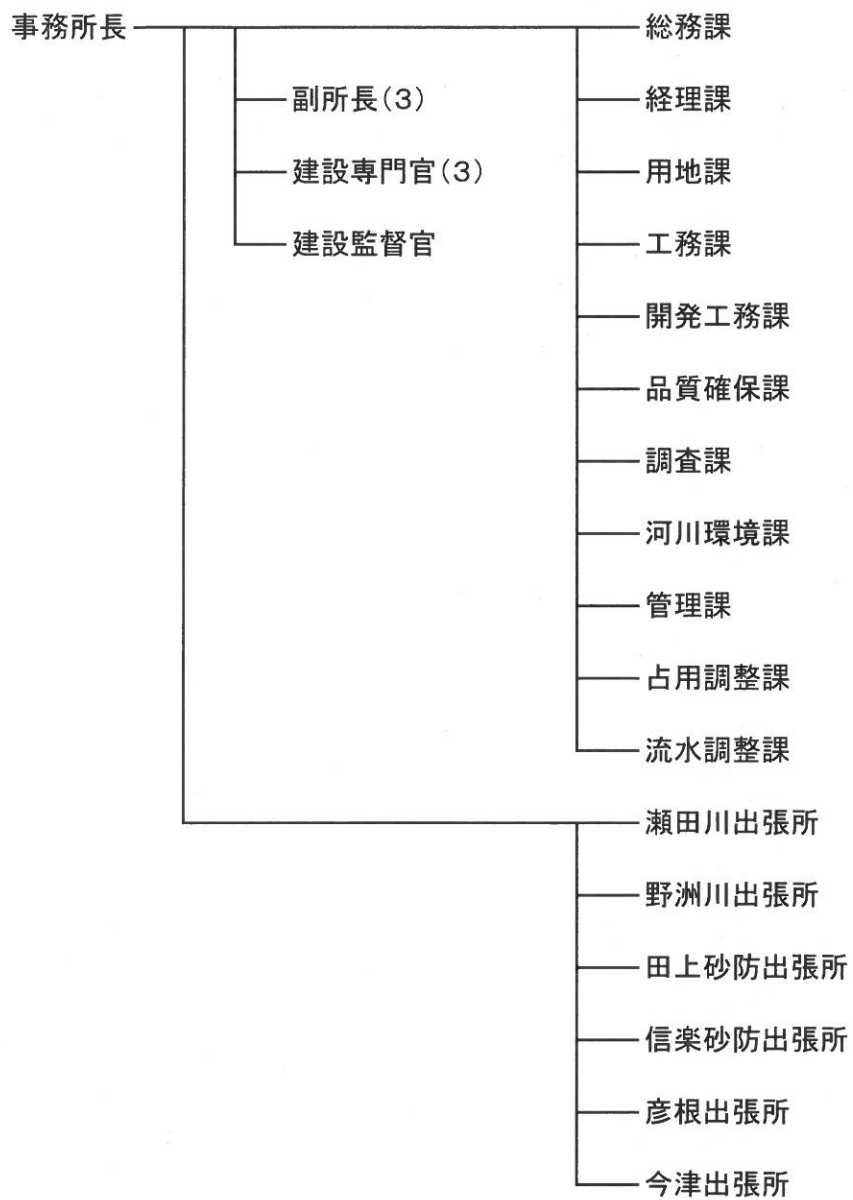 事務所長
総務課
副所長(3)
経理課
建設専門官(3)
用地課
建設監督官
工務課
開発工務課
品質確保課
調査課
河川環境課
管理課
占用調整課
流水調整課
瀬田川出張所
野洲川出張所
田上砂防出張所
信楽砂防出張所
彦根出張所
今津出張所